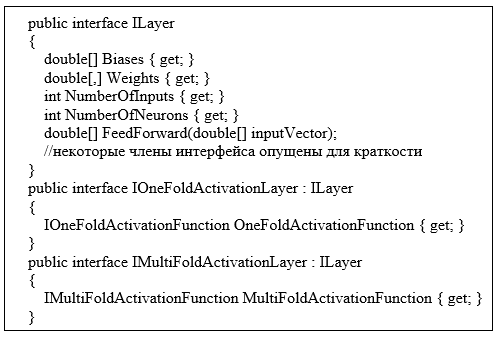 public interface ILayer
{
double[] Biases { get; }
double[,] Weights { get; }
int NumberOfInputs { get; }
int NumberOfNeurons { get; }
double[] FeedForward(double[] inputVector);
//некоторые члены интерфейса опущены для краткости
}
public interface IOneFoldActivationLayer : ILayer
{
IOneFoldActivationFunction OneFoldActivationFunction { get; }
}
public interface IMultiFoldActivationLayer : ILayer
{
IMultiFoldActivationFunction MultiFoldActivationFunction { get; }
}